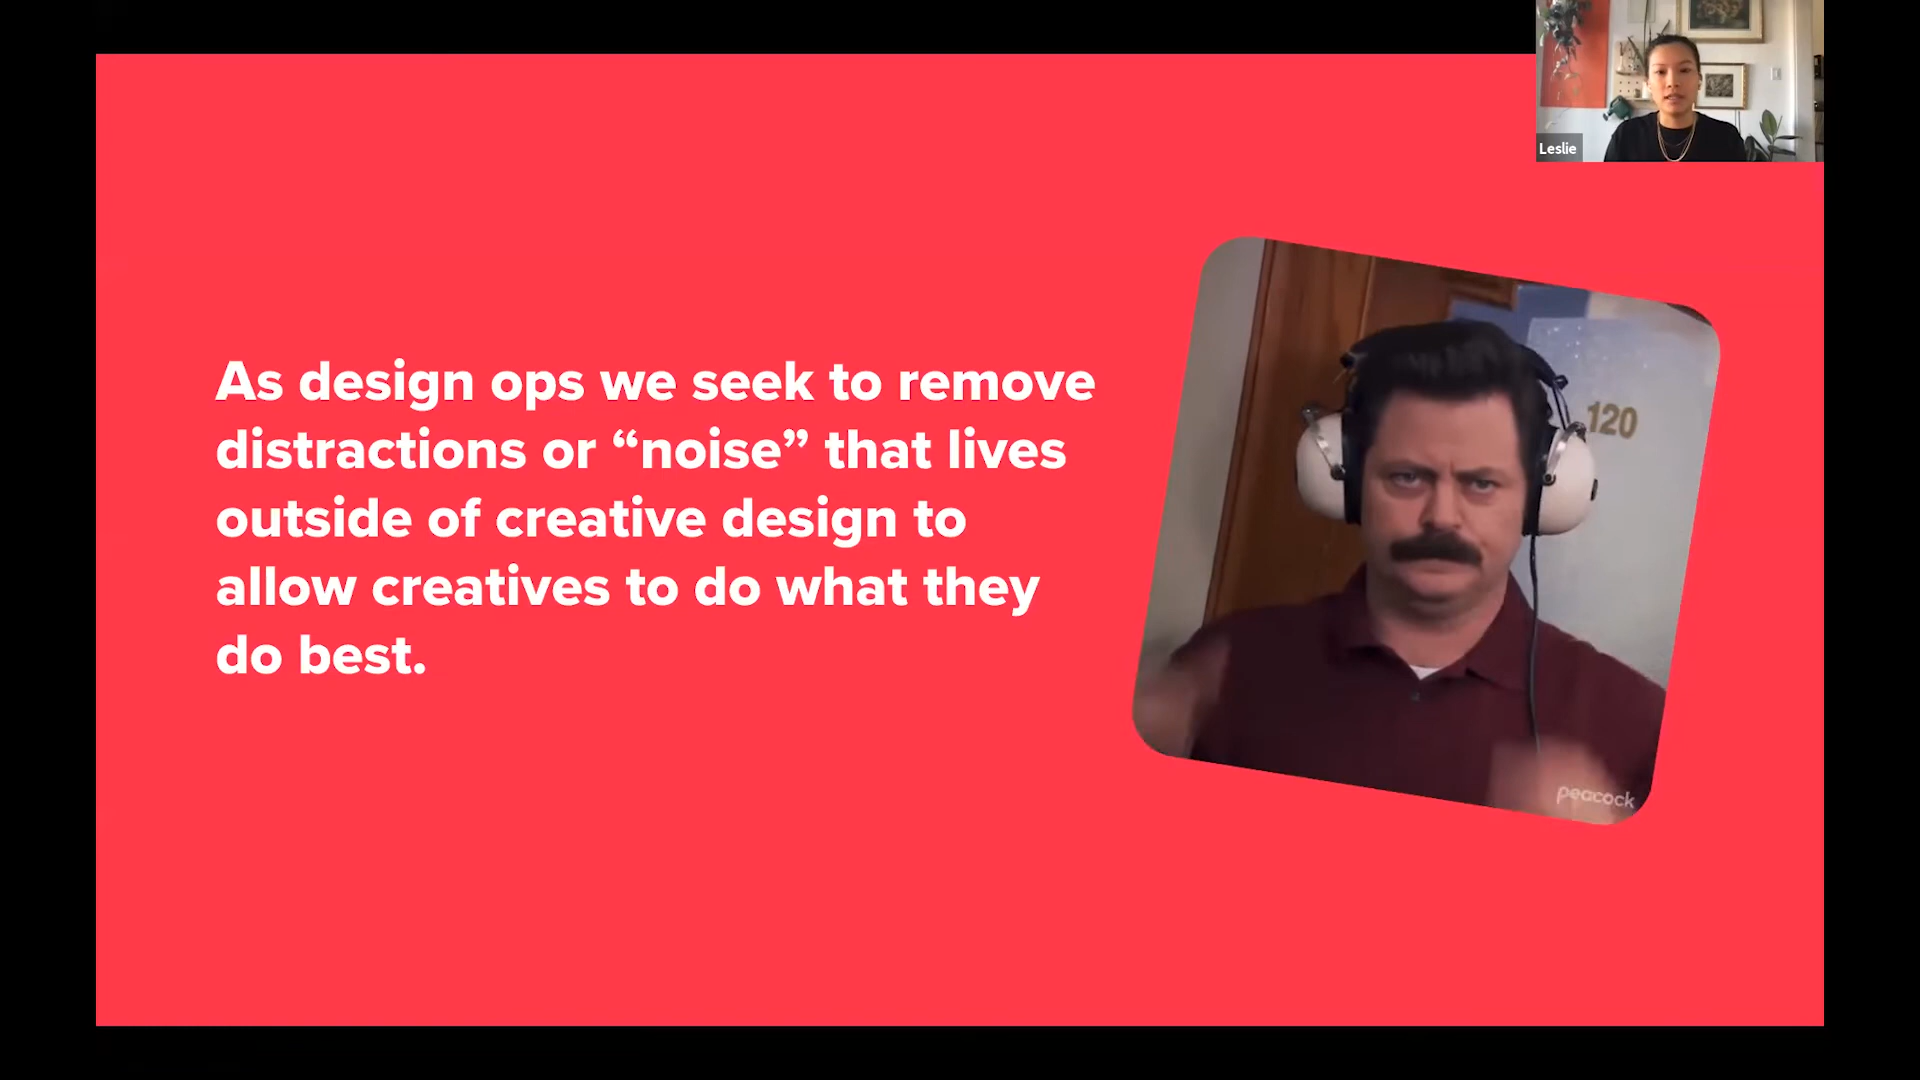 Leslie
As design ops we seek to remove
distractions or “noise” that lives
outside of creative design to
allow creatives to do what they
do best.
120
peacock